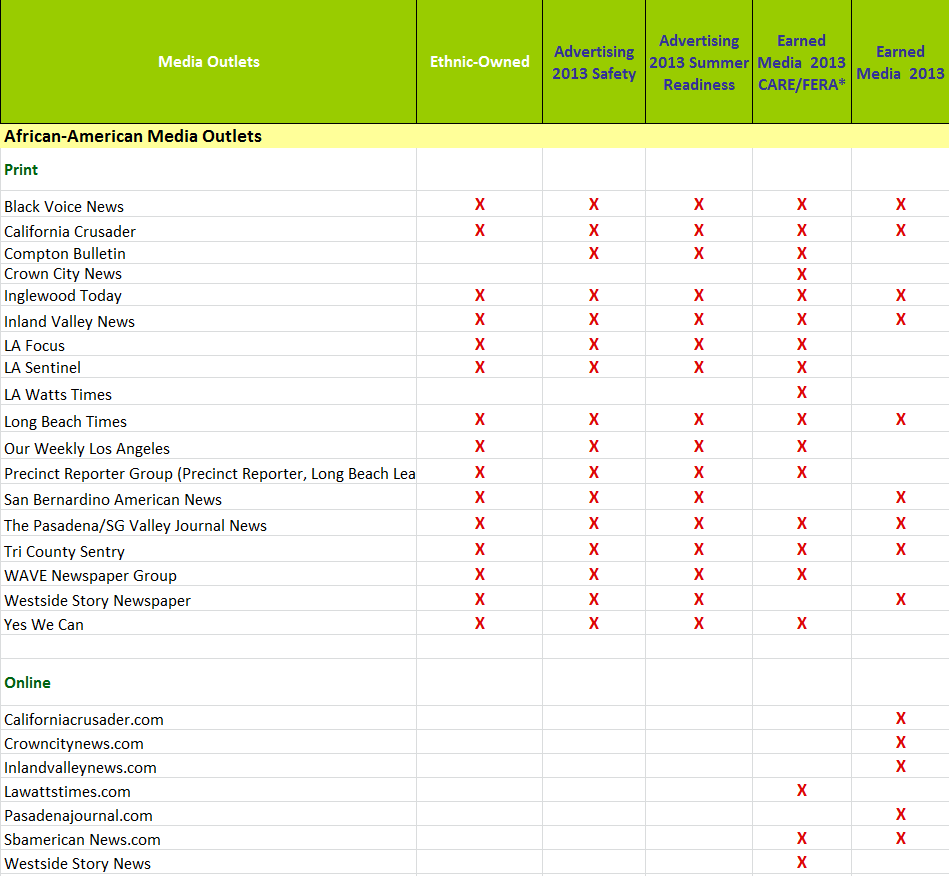 Media Outlets Ethnic-Owned Advertising 2013 Safety Advertising 2013 Summer Readiness Earned Media 2013 CARE/FERA* Earned Media 2013
African-American Media Outlets
Print
Black Voice News X X X X X
California Crusader X X X X X
Compton Bulletin X X X
Crown City News X
Inglewood Today X X X X X
Inland Valley News X X X X X
LA Focus X X X X
LA Sentinel X X X X
LA Watts Times X
Long Beach Times X X X X X
Our Weekly Los Angeles X X X X
Precinct Reporter Group (Precinct Reporter, Long Beach Lea X X X X
San Bernardino American News X X X X
The Pasadena/SG Valley Journal News X X X X X
Tri County Sentry X X X X X
WAVE Newspaper Group X X X X
Westside Story Newspaper X X X X
Yes We Can X X X X
Online
Californiacrusader.com X
Crowncitynews.com X
Inlandvalleynews.com X
Lawattstimes.com X
Pasadenajournal.com X
Sbamerican News.com X X
Westside Story News X